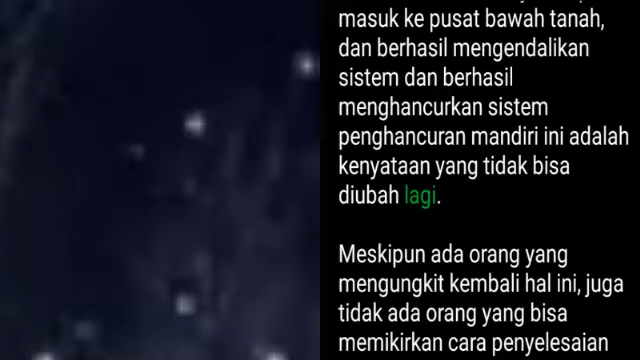 masuk ke pusat bawah tanah,
dan berhasil mengendalikan
sistem dan berhasil
menghancurkan sistem
penghancuran mandiri ini adalah
kenyataan yang tidak bisa
diubah lagi.
Meskipun ada orang yang
mengungkit kembali hal ini, juga
tidak ada orang yang bisa
memikirkan cara penyelesaian